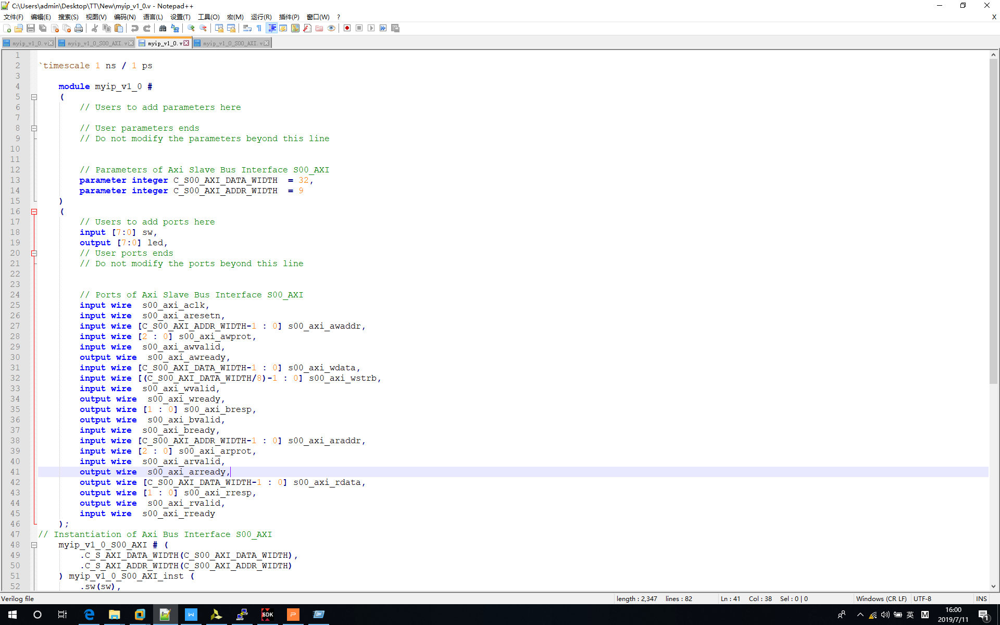 C:\Users\admin\Desktop\TT\New\myip_v1_0.v - Notepad++
文件(F) 编辑(E) 搜索(S) 视图(V) 编码(N) 语言(L) 设置(T) 工具(O) 宏(M) 运行(R) 插件(P) 窗口(W) ? X
myip_v1_0.v myip_v1_0_S00_AXI.v myip_v1_0.v myip_v1_0_S00_AXI.v
1
2 `timescale 1 ns / 1 ps
3
4 module myip_v1_0 #
5 (
6 // Users to add parameters here
7
8 // User parameters ends
9 // Do not modify the parameters beyond this line
10
11
12 // Parameters of Axi Slave Bus Interface S00_AXI
13 parameter integer C_S00_AXI_DATA_WIDTH = 32,
14 parameter integer C_S00_AXI_ADDR_WIDTH = 9
15 )
16 (
17 // Users to add ports here
18 input [7:0] sw,
19 output [7:0] led,
20 // User ports ends
21 // Do not modify the ports beyond this line
22
23
24 // Ports of Axi Slave Bus Interface S00_AXI
25 input wire s00_axi_aclk,
26 input wire s00_axi_aresetn,
27 input wire [C_S00_AXI_ADDR_WIDTH-1 : 0] s00_axi_awaddr,
28 input wire [2 : 0] s00_axi_awprot,
29 input wire s00_axi_awvalid,
30 output wire s00_axi_awready,
31 input wire [C_S00_AXI_DATA_WIDTH-1 : 0] s00_axi_wdata,
32 input wire [(C_S00_AXI_DATA_WIDTH/8)-1 : 0] s00_axi_wstrb,
33 input wire s00_axi_wvalid,
34 output wire s00_axi_wready,
35 output wire [1 : 0] s00_axi_bresp,
36 output wire s00_axi_bvalid,
37 input wire s00_axi_bready,
38 input wire [C_S00_AXI_ADDR_WIDTH-1 : 0] s00_axi_araddr,
39 input wire [2 : 0] s00_axi_arprot,
40 input wire s00_axi_arvalid,
41 output wire s00_axi_arready,
42 output wire [C_S00_AXI_DATA_WIDTH-1 : 0] s00_axi_rdata,
43 output wire [1 : 0] s00_axi_rresp,
44 output wire s00_axi_rvalid,
45 input wire s00_axi_rready
46 );
47 // Instantiation of Axi Bus Interface S00_AXI
48 myip_v1_0_S00_AXI # (
49 .C_S_AXI_DATA_WIDTH(C_S00_AXI_DATA_WIDTH),
50 .C_S_AXI_ADDR_WIDTH(C_S00_AXI_ADDR_WIDTH)
51 ) myip_v1_0_S00_AXI_inst (
52 .sw(sw),
Verilog file length : 2,347 lines : 82 Ln : 41 Col : 38 Sel : 0 | 0 Windows (CR LF) UTF-8 INS
W SDK P 英 M 16:00 1
2019/7/11